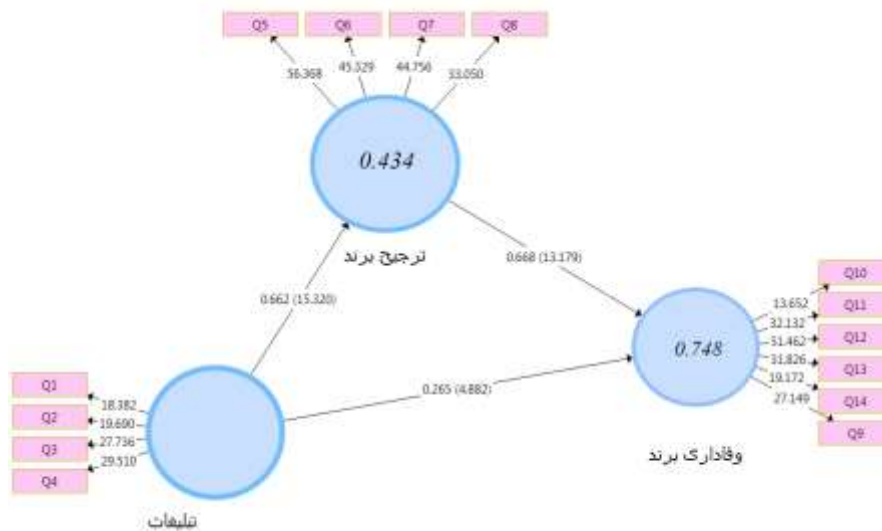 Q5 Q6 Q7 Q8
56.368 45.529 44.756 33.050
0.434
ترجیح برند
0.662 (15.320)
0.668 (13.179)
0.265 (4.882)
Q10
Q11
Q12
Q13
Q14
Q9
13.652
32.132
51.462
31.826
19.172
27.149
0.748
وفاداری برند
Q1
Q2
Q3
Q4
18.382
19.690
27.736
29.510
تبلیغات